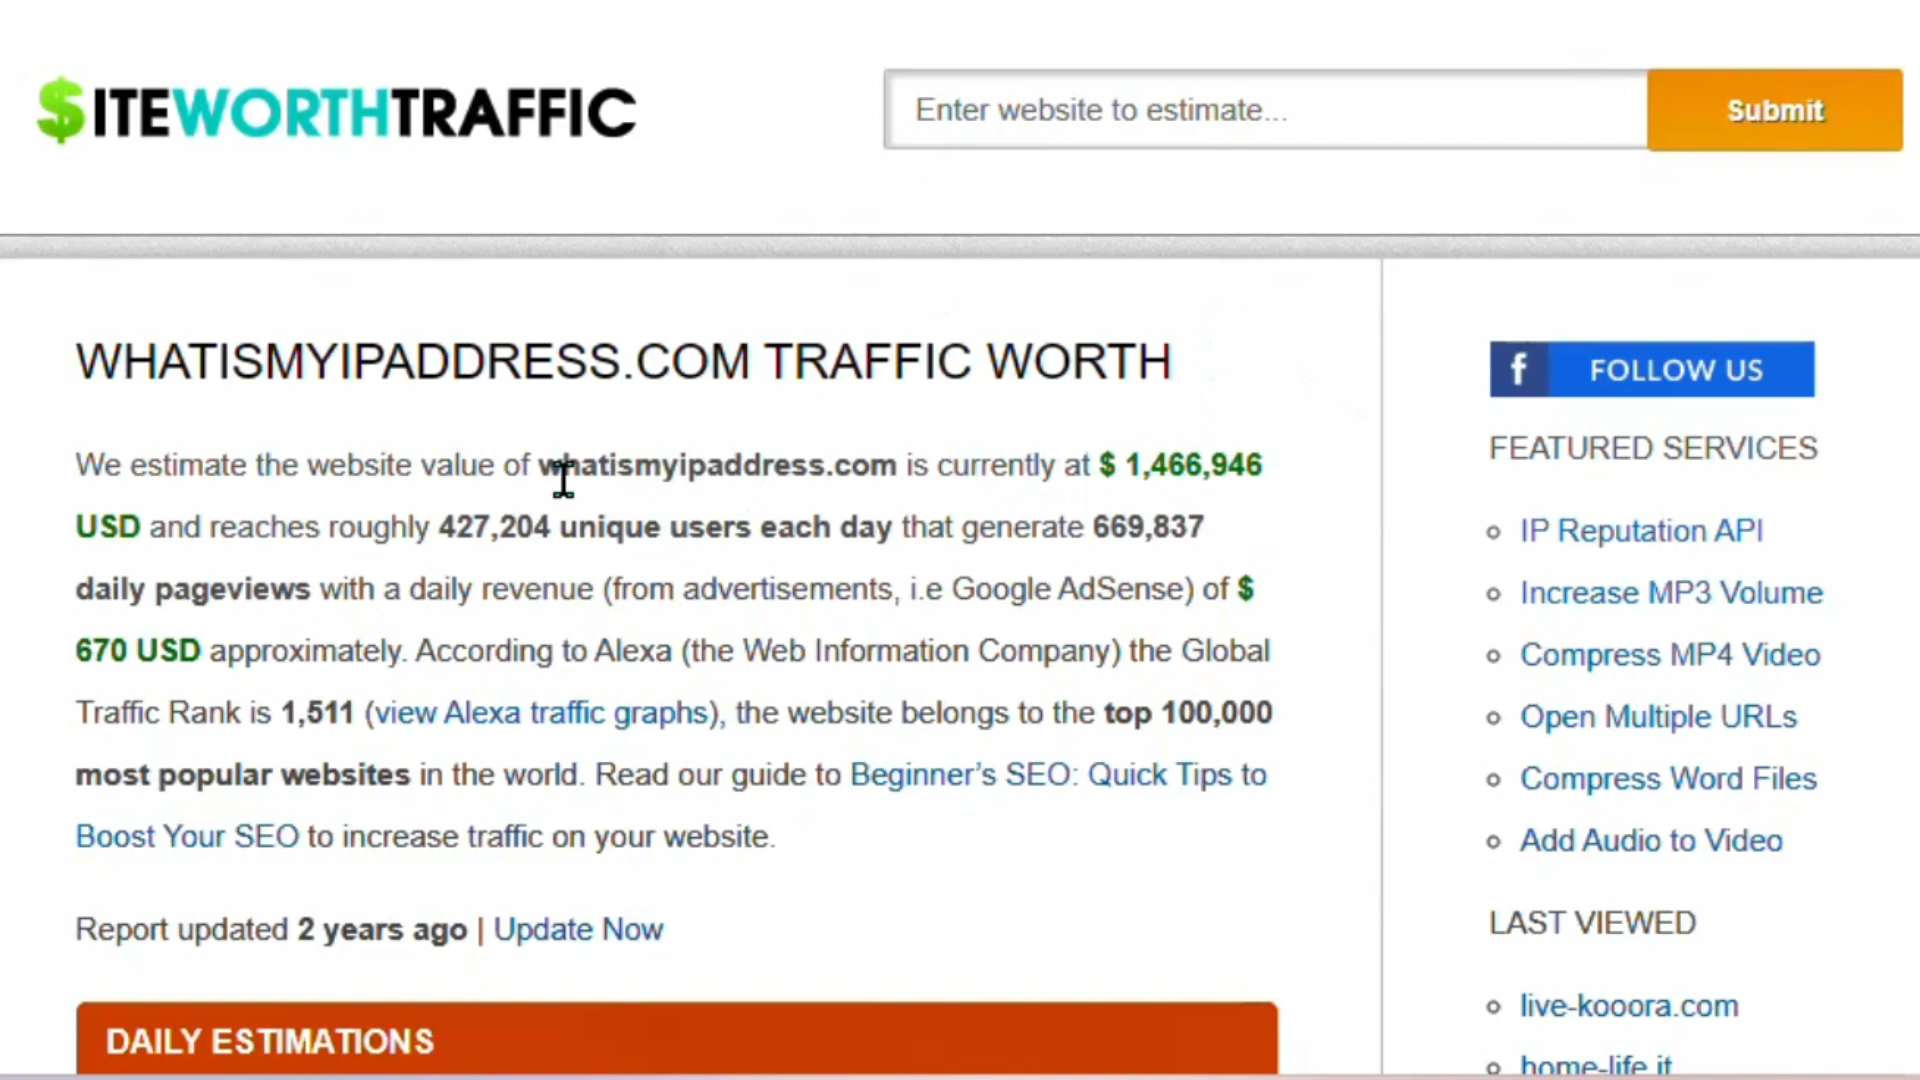 $ITEWORTHTRAFFIC
Enter website to estimate...
Submit
WHATISMYIPADDRESS.COM TRAFFIC WORTH
We estimate the website value of whatismyipaddress.com is currently at $ 1,466,946
USD and reaches roughly 427,204 unique users each day that generate 669,837
daily pageviews with a daily revenue (from advertisements, i.e Google AdSense) of $
670 USD approximately. According to Alexa (the Web Information Company) the Global
Traffic Rank is 1,511 (view Alexa traffic graphs), the website belongs to the top 100,000
most popular websites in the world. Read our guide to Beginner's SEO: Quick Tips to
Boost Your SEO to increase traffic on your website.
Report updated 2 years ago | Update Now
DAILY ESTIMATIONS
f FOLLOW US
FEATURED SERVICES
IP Reputation API
Increase MP3 Volume
Compress MP4 Video
Open Multiple URLs
Compress Word Files
Add Audio to Video
LAST VIEWED
live-kooora.com
home-life.it